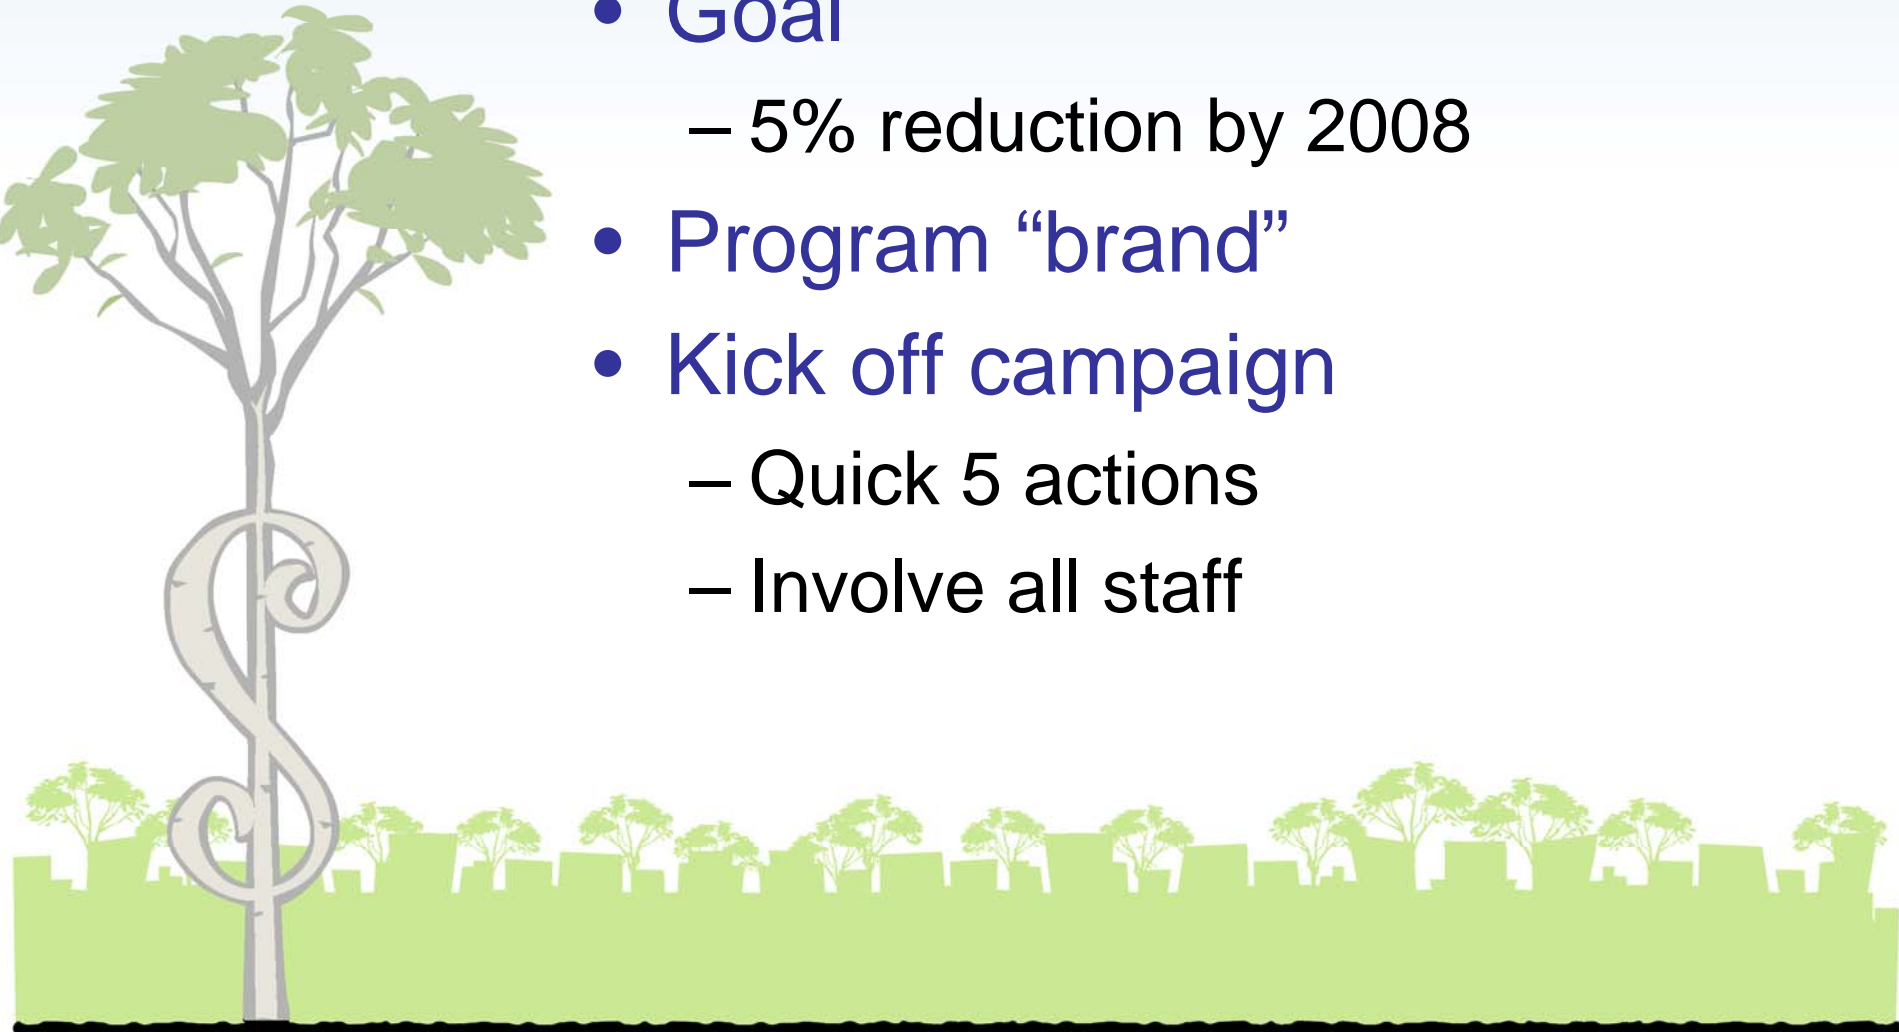 • Goal
– 5% reduction by 2008
• Program “brand”
• Kick off campaign
– Quick 5 actions
– Involve all staff